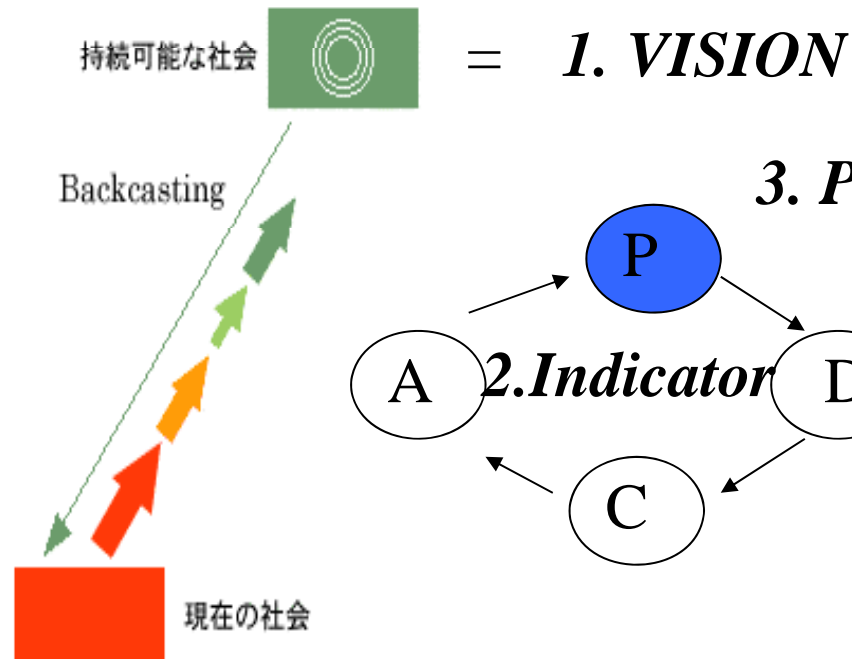 持続可能な社会 = 1. VISION
Backcasting
3. P
P
A 2.Indicator D
C
現在の社会